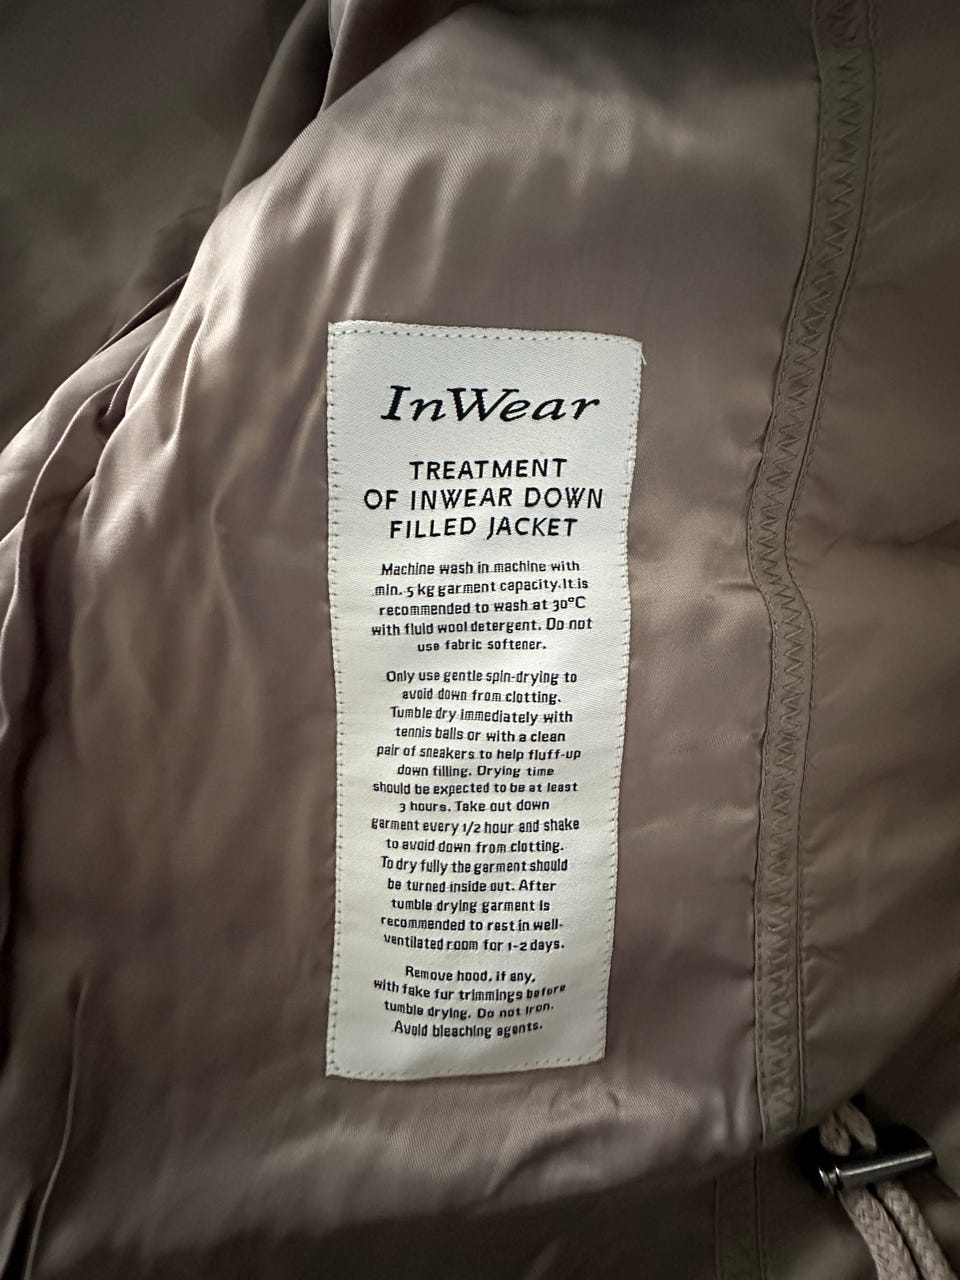 InWear
TREATMENT
OF INWEAR DOWN
FILLED JACKET
Machine wash in machine with
min. 5 kg garment capacity. It is
recommended to wash at 30°C
with fluid wool detergent. Do not
use fabric softener.
Only use gentle spin-drying to
avoid down from clotting.
Tumble dry immediately with
tennis balls or with a clean
pair of sneakers to help fluff-up
down filling. Drying time
should be expected to be at least
3 hours. Take out down
garment every 1/2 hour and shake
to avoid down from clotting.
To dry fully the garment should
be turned inside out. After
tumble drying garment is
recommended to rest in well-
ventilated room for 1-2 days.
Remove hood, if any,
with fake fur trimmings before
tumble drying. Do not iron.
Avoid bleaching agents.